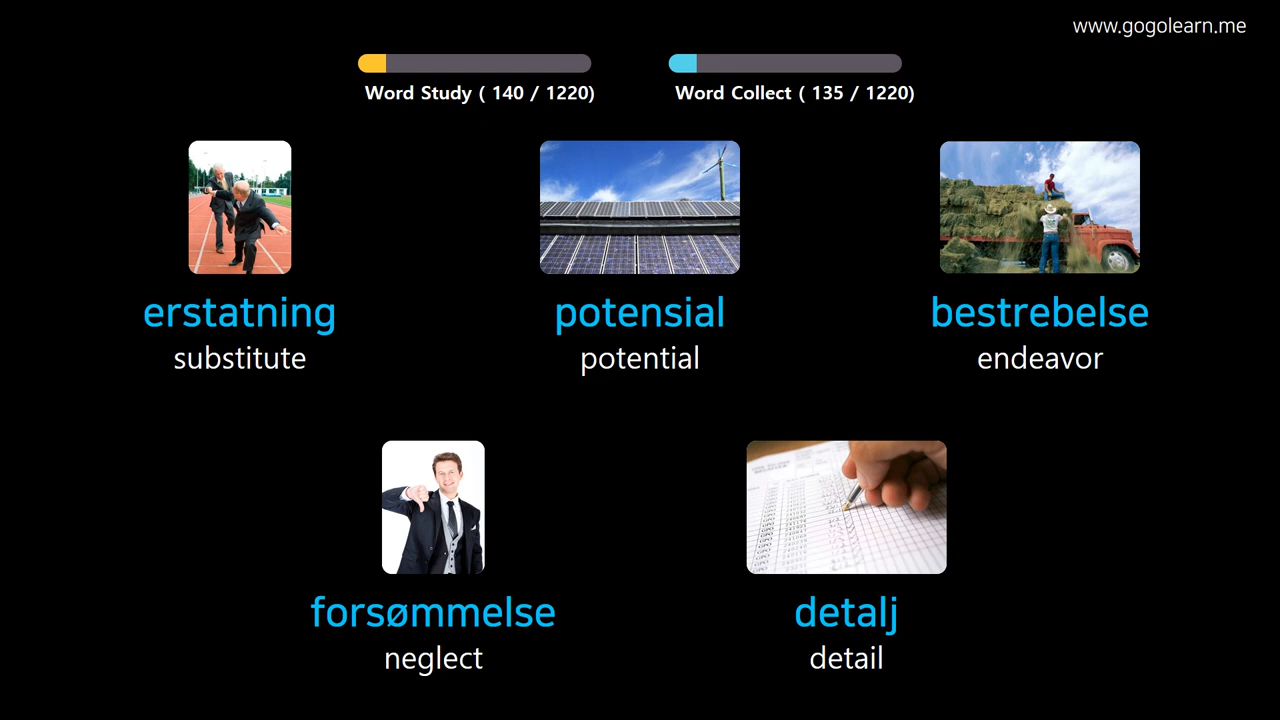 www.gogolearn.me
Word Study ( 140 / 1220)
Word Collect ( 135 / 1220)
erstatning
substitute
potensial
potential
bestrebelse
endeavor
forsømmelse
neglect
detalj
detail